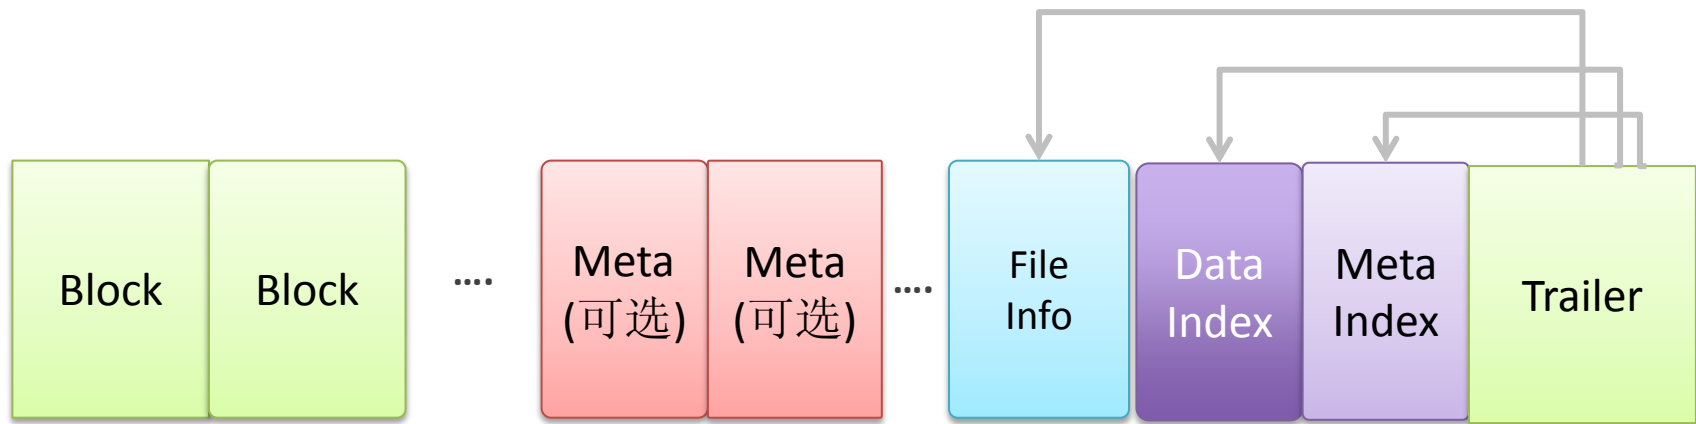 Block
Block
....
Meta
(可选)
Meta
(可选)
....
File
Info
Data
Index
Meta
Index
Trailer